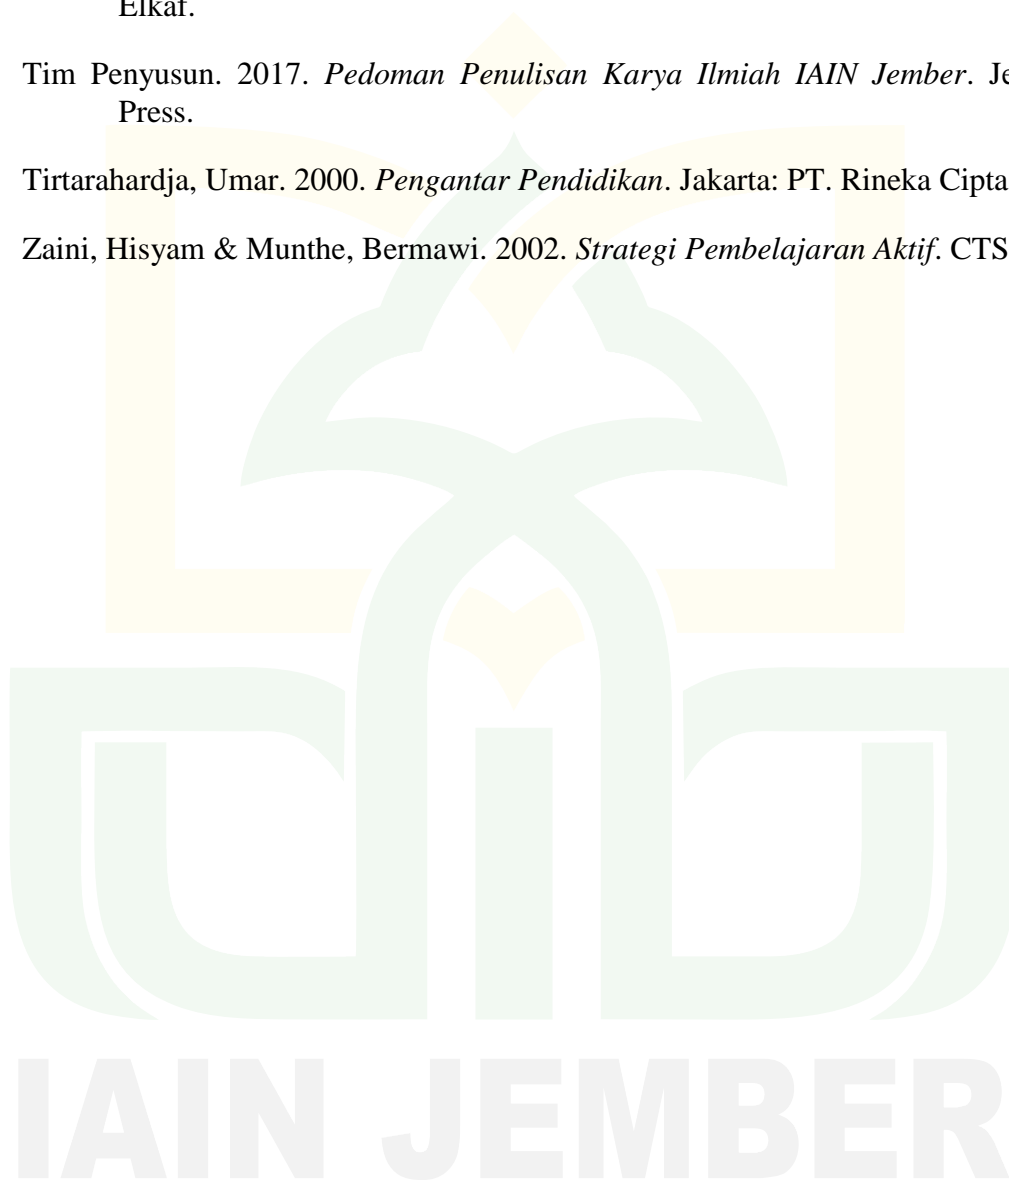 Elkaf.
Tim Penyusun. 2017. Pedoman Penulisan Karya Ilmiah IAIN Jember. Je
Press.
Tirtarahardja, Umar. 2000. Pengantar Pendidikan. Jakarta: PT. Rineka Cipta
Zaini, Hisyam & Munthe, Bermawi. 2002. Strategi Pembelajaran Aktif. CTS
IAIN JEMBER